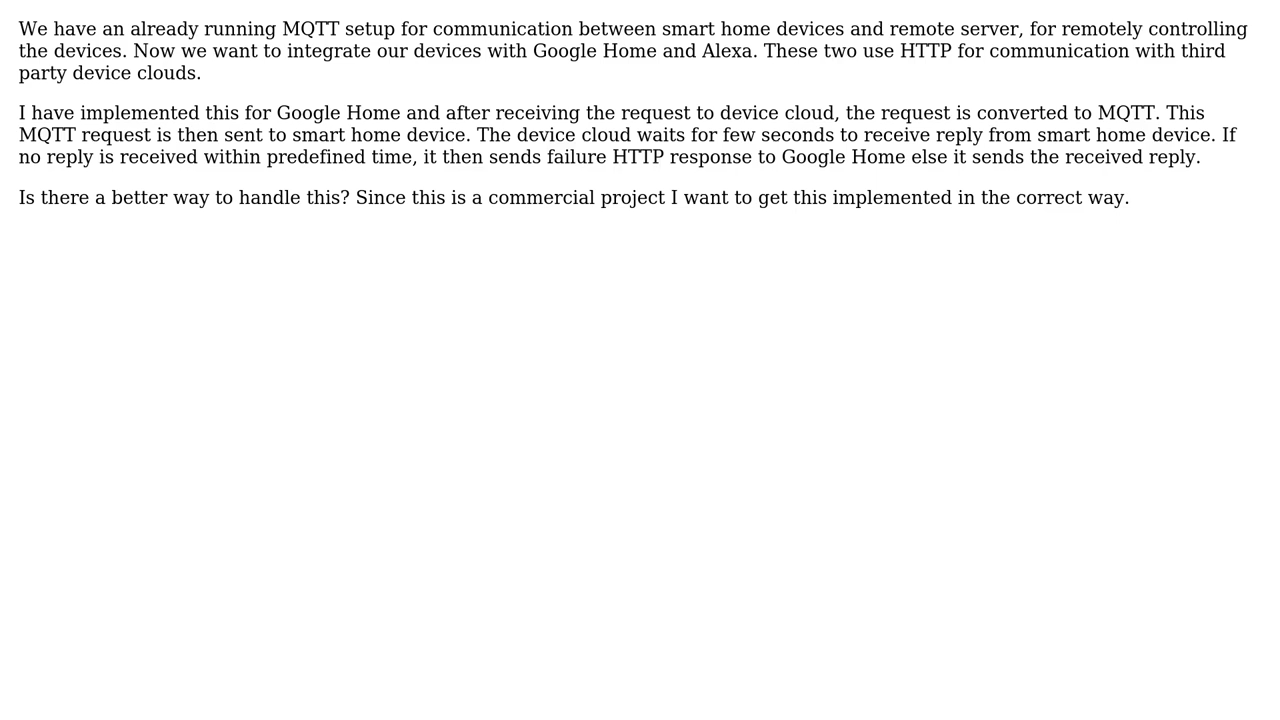 We have an already running MQTT setup for communication between smart home devices and remote server, for remotely controlling
the devices. Now we want to integrate our devices with Google Home and Alexa. These two use HTTP for communication with third
party device clouds.
I have implemented this for Google Home and after receiving the request to device cloud, the request is converted to MQTT. This
MQTT request is then sent to smart home device. The device cloud waits for few seconds to receive reply from smart home device. If
no reply is received within predefined time, it then sends failure HTTP response to Google Home else it sends the received reply.
Is there a better way to handle this? Since this is a commercial project I want to get this implemented in the correct way.